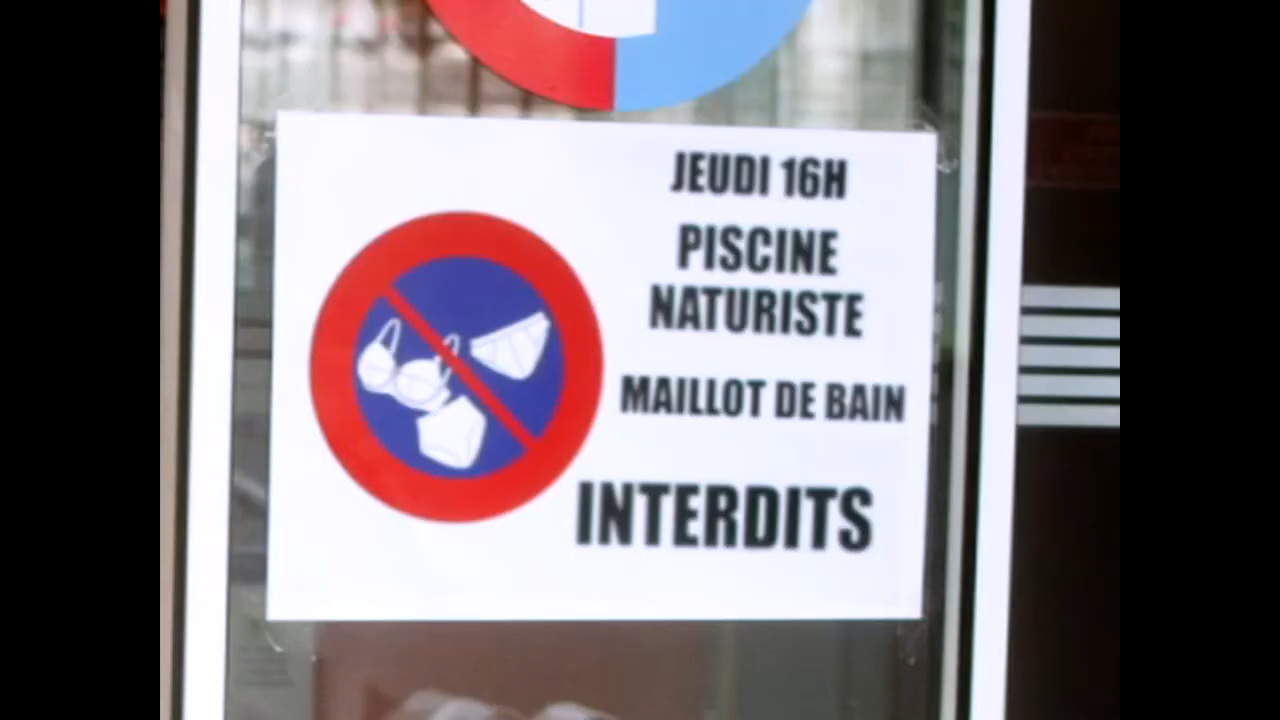 JEUDI 16H
PISCINE
NATURISTE
MAILLOT DE BAIN
INTERDITS